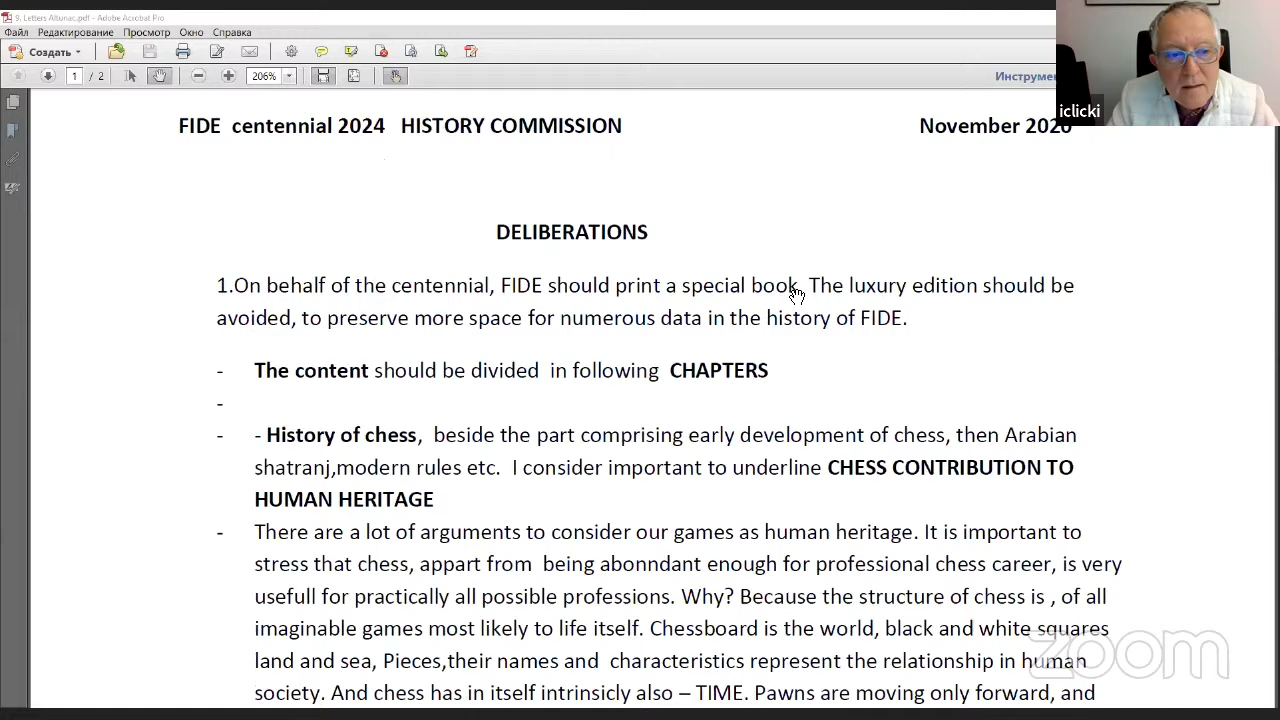 9. Letters Altunac.pdf - Adobe Acrobat Pro
Файл Редактирование Просмотр Окно Справка
Создать
1 / 2 206% Инструме
iclicki
FIDE centennial 2024 HISTORY COMMISSION November 2020
DELIBERATIONS
1.On behalf of the centennial, FIDE should print a special book. The luxury edition should be
avoided, to preserve more space for numerous data in the history of FIDE.
- The content should be divided in following CHAPTERS
-
- - History of chess, beside the part comprising early development of chess, then Arabian
shatranj,modern rules etc. I consider important to underline CHESS CONTRIBUTION TO
HUMAN HERITAGE
- There are a lot of arguments to consider our games as human heritage. It is important to
stress that chess, appart from being abonndant enough for professional chess career, is very
usefull for practically all possible professions. Why? Because the structure of chess is , of all
imaginable games most likely to life itself. Chessboard is the world, black and white squares
land and sea, Pieces,their names and characteristics represent the relationship in human
society. And chess has in itself intrinsicly also – TIME. Pawns are moving only forward, and
zoom